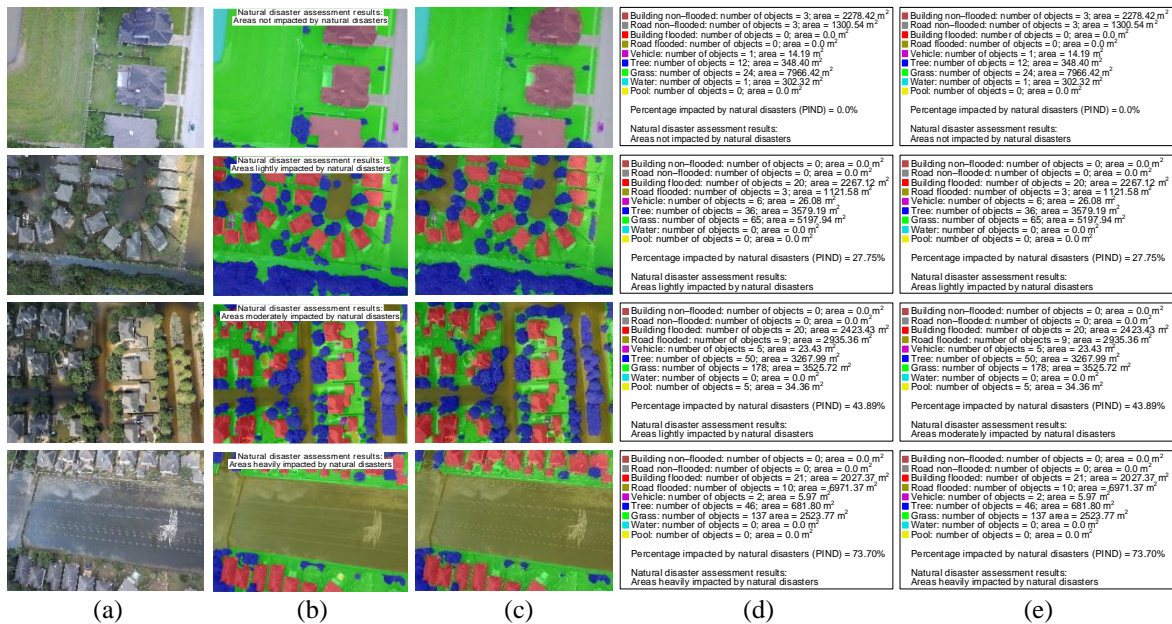 Natural disaster assessment results:
Areas not impacted by natural disasters
Building non-flooded: number of objects = 3; area = 2278.42 m²
Road non-flooded: number of objects = 3; area = 1300.54 m²
Building flooded: number of objects = 0; area = 0.0 m²
Road flooded: number of objects = 0; area = 0.0 m²
Vehicle: number of objects = 1; area = 14.19 m²
Tree: number of objects = 12; area = 348.40 m²
Grass: number of objects = 24; area = 7966.42 m²
Water: number of objects = 1; area = 302.32 m²
Pool: number of objects = 0; area = 0.0 m²
Percentage impacted by natural disasters (PIND) = 0.0%
Natural disaster assessment results:
Areas not impacted by natural disasters
Building non-flooded: number of objects = 3; area = 2278.42 m²
Road non-flooded: number of objects = 3; area = 1300.54 m²
Building flooded: number of objects = 0; area = 0.0 m²
Road flooded: number of objects = 0; area = 0.0 m²
Vehicle: number of objects = 1; area = 14.19 m²
Tree: number of objects = 12; area = 348.40 m²
Grass: number of objects = 24; area = 7966.42 m²
Water: number of objects = 1; area = 302.32 m²
Pool: number of objects = 0; area = 0.0 m²
Percentage impacted by natural disasters (PIND) = 0.0%
Natural disaster assessment results:
Areas not impacted by natural disasters
Natural disaster assessment results:
Areas lightly impacted by natural disasters
Building non-flooded: number of objects = 0; area = 0.0 m²
Road non-flooded: number of objects = 0; area = 0.0 m²
Building flooded: number of objects = 20; area = 2267.12 m²
Road flooded: number of objects = 3; area = 1121.58 m²
Vehicle: number of objects = 6; area = 26.08 m²
Tree: number of objects = 36; area = 3579.19 m²
Grass: number of objects = 65; area = 5197.94 m²
Water: number of objects = 0; area = 0.0 m²
Pool: number of objects = 0; area = 0.0 m²
Percentage impacted by natural disasters (PIND) = 27.75%
Natural disaster assessment results:
Areas lightly impacted by natural disasters
Building non-flooded: number of objects = 0; area = 0.0 m²
Road non-flooded: number of objects = 0; area = 0.0 m²
Building flooded: number of objects = 20; area = 2267.12 m²
Road flooded: number of objects = 3; area = 1121.58 m²
Vehicle: number of objects = 6; area = 26.08 m²
Tree: number of objects = 36; area = 3579.19 m²
Grass: number of objects = 65; area = 5197.94 m²
Water: number of objects = 0; area = 0.0 m²
Pool: number of objects = 0; area = 0.0 m²
Percentage impacted by natural disasters (PIND) = 27.75%
Natural disaster assessment results:
Areas lightly impacted by natural disasters
Natural disaster assessment results:
Areas moderately impacted by natural disasters
Building non-flooded: number of objects = 0; area = 0.0 m²
Road non-flooded: number of objects = 0; area = 0.0 m²
Building flooded: number of objects = 20; area = 2423.43 m²
Road flooded: number of objects = 9; area = 2935.36 m²
Vehicle: number of objects = 5; area = 23.43 m²
Tree: number of objects = 50; area = 3267.99 m²
Grass: number of objects = 178; area = 3525.72 m²
Water: number of objects = 0; area = 0.0 m²
Pool: number of objects = 5; area = 34.36 m²
Percentage impacted by natural disasters (PIND) = 43.89%
Natural disaster assessment results:
Areas lightly impacted by natural disasters
Building non-flooded: number of objects = 0; area = 0.0 m²
Road non-flooded: number of objects = 0; area = 0.0 m²
Building flooded: number of objects = 20; area = 2423.43 m²
Road flooded: number of objects = 9; area = 2935.36 m²
Vehicle: number of objects = 5; area = 23.43 m²
Tree: number of objects = 50; area = 3267.99 m²
Grass: number of objects = 178; area = 3525.72 m²
Water: number of objects = 0; area = 0.0 m²
Pool: number of objects = 5; area = 34.36 m²
Percentage impacted by natural disasters (PIND) = 43.89%
Natural disaster assessment results:
Areas moderately impacted by natural disasters
Natural disaster assessment results:
Areas heavily impacted by natural disasters
Building non-flooded: number of objects = 0; area = 0.0 m²
Road non-flooded: number of objects = 0; area = 0.0 m²
Building flooded: number of objects = 21; area = 2027.37 m²
Road flooded: number of objects = 10; area = 6971.37 m²
Vehicle: number of objects = 2; area = 5.97 m²
Tree: number of objects = 46; area = 681.80 m²
Grass: number of objects = 137 area = 2523.77 m²
Water: number of objects = 0; area = 0.0 m²
Pool: number of objects = 0; area = 0.0 m²
Percentage impacted by natural disasters (PIND) = 73.70%
Natural disaster assessment results:
Areas heavily impacted by natural disasters
Building non-flooded: number of objects = 0; area = 0.0 m²
Road non-flooded: number of objects = 0; area = 0.0 m²
Building flooded: number of objects = 21; area = 2027.37 m²
Road flooded: number of objects = 10; area = 6971.37 m²
Vehicle: number of objects = 2; area = 5.97 m²
Tree: number of objects = 46; area = 681.80 m²
Grass: number of objects = 137 area = 2523.77 m²
Water: number of objects = 0; area = 0.0 m²
Pool: number of objects = 0; area = 0.0 m²
Percentage impacted by natural disasters (PIND) = 73.70%
Natural disaster assessment results:
Areas heavily impacted by natural disasters
(a) (b) (c) (d) (e)